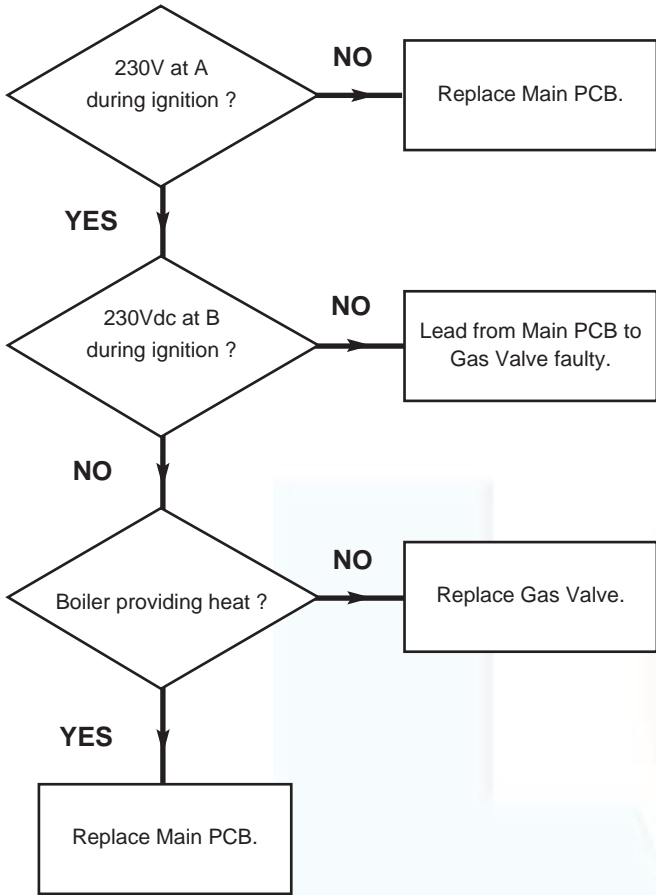 230V at A
during ignition ?
NO
Replace Main PCB.
YES
230Vdc at B
during ignition ?
NO
Lead from Main PCB to
Gas Valve faulty.
NO
Boiler providing heat ?
NO
Replace Gas Valve.
YES
Replace Main PCB.